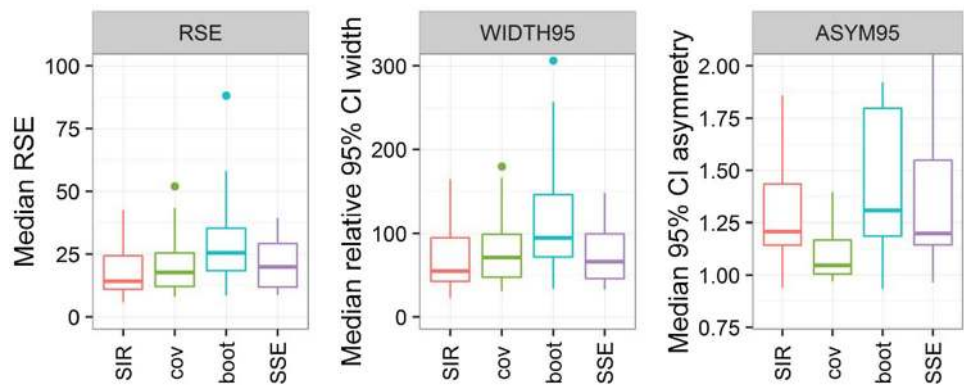 RSE
Median RSE
100
75
50
25
0
SIR
cov
boot
SSE
WIDTH95
Median relative 95% CI width
300
200
100
0
SIR
cov
boot
SSE
ASYM95
Median 95% CI asymmetry
2.00
1.75
1.50
1.25
1.00
0.75
SIR
cov
boot
SSE